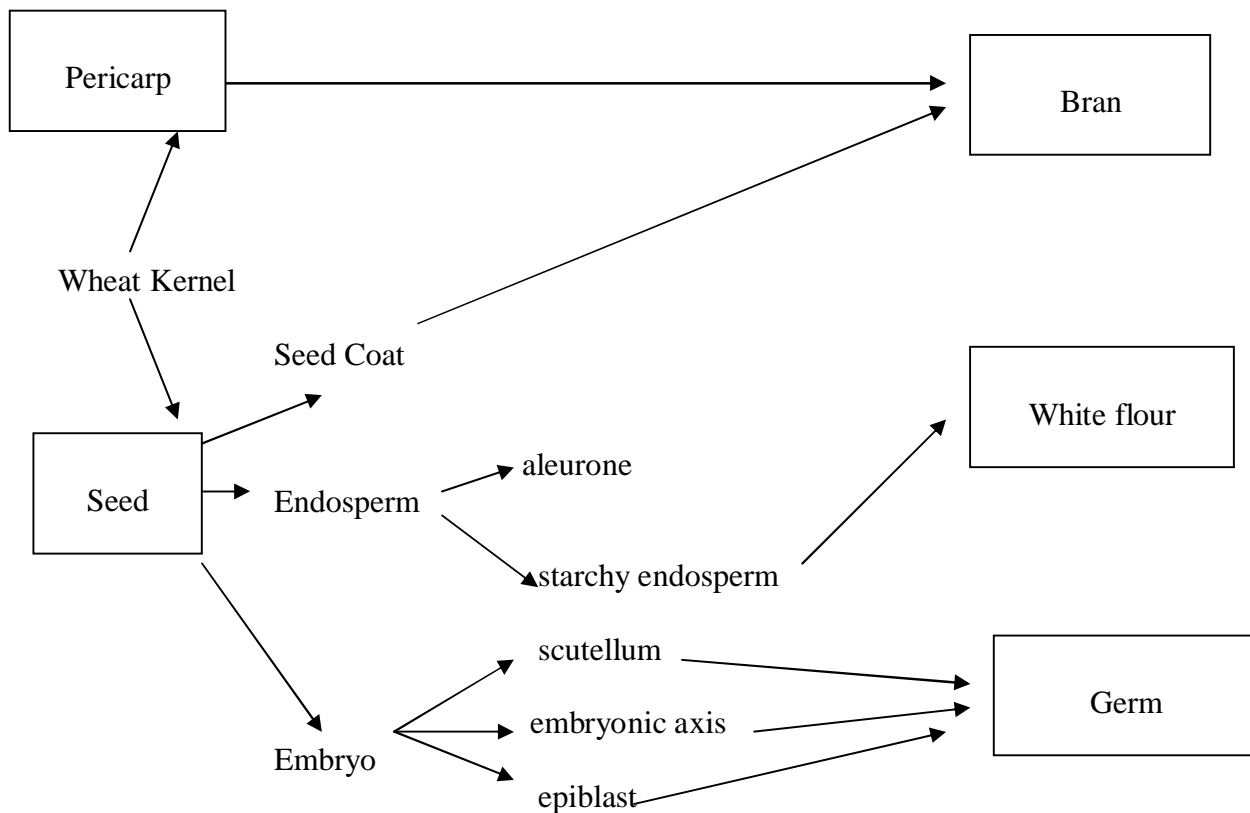 Pericarp
Bran
Wheat Kernel
Seed Coat
White flour
aleurone
Seed
Endosperm
starchy endosperm
scutellum
embryonic axis
Germ
Embryo
epiblast